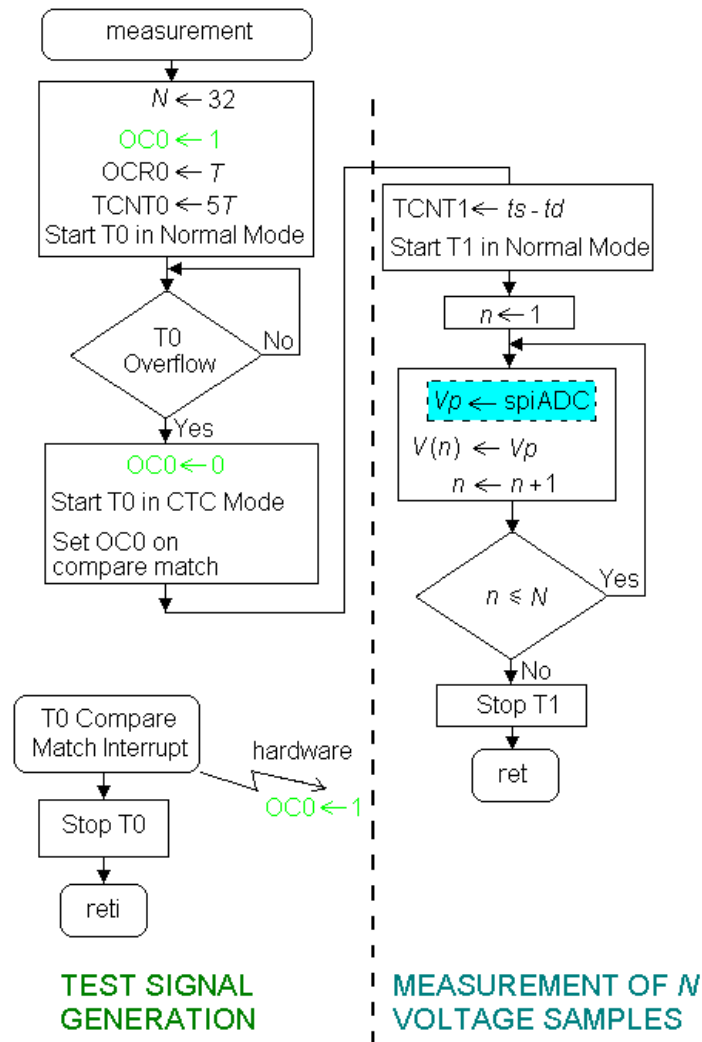 measurement
N ← 32
OC0 ← 1
OCR0 ← T
TCNT0 ← 5T
Start T0 in Normal Mode
T0
Overflow
No
Yes
OC0 ← 0
Start T0 in CTC Mode
Set OC0 on
compare match
T0 Compare
Match Interrupt
hardware
OC0 ← 1
Stop T0
reti
TEST SIGNAL
GENERATION
TCNT1 ← ts - td
Start T1 in Normal Mode
n ← 1
Vp ← spiADC
V(n) ← Vp
n ← n + 1
n ⩽ N
Yes
No
Stop T1
ret
MEASUREMENT OF N
VOLTAGE SAMPLES